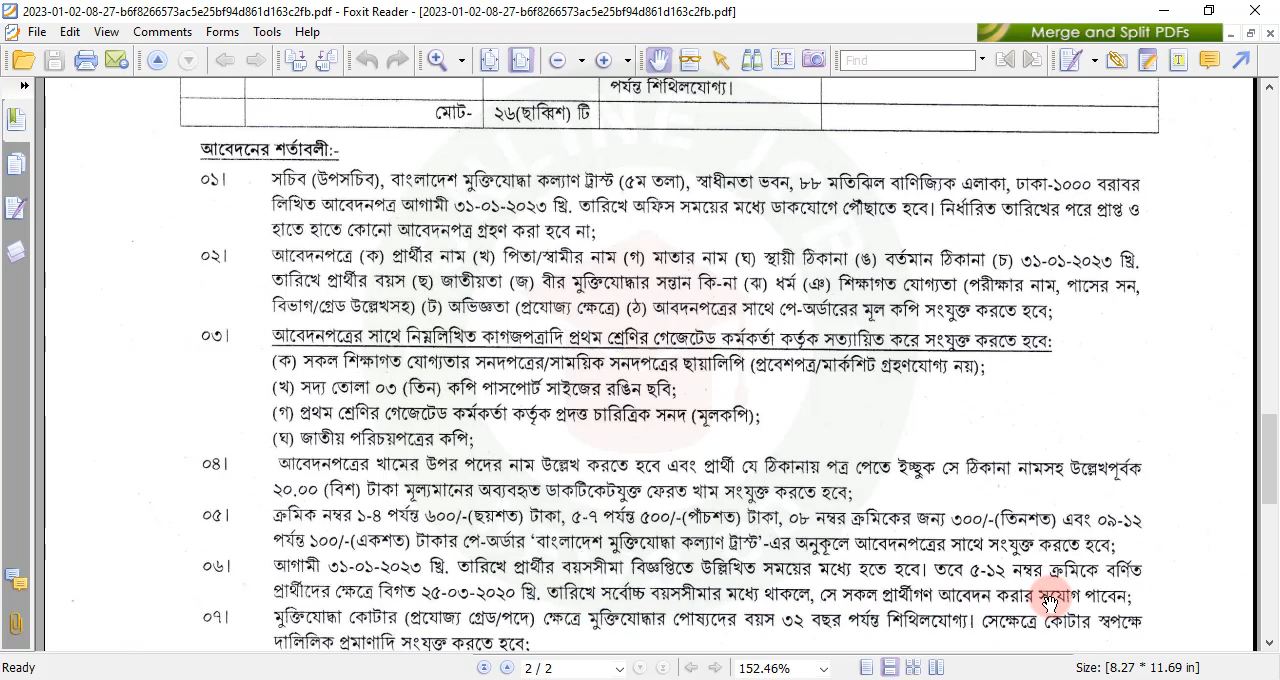 2023-01-02-08-27-b6f8266573ac5e25bf94d861d163c2fb.pdf - Foxit Reader - [2023-01-02-08-27-b6f8266573ac5e25bf94d861d163c2fb.pdf]
File Edit View Comments Forms Tools Help
Merge and Split PDFs
Find
পর্যন্ত শিথিলযোগ্য।
মোট- ২৬(ছাব্বিশ) টি
আবেদনের শর্তাবলী:-
০১। সচিব (উপসচিব), বাংলাদেশ মুক্তিযোদ্ধা কল্যাণ ট্রাস্ট (৫ম তলা), স্বাধীনতা ভবন, ৮৮ মতিঝিল বাণিজ্যিক এলাকা, ঢাকা-১০০০ বরাবর
লিখিত আবেদনপত্র আগামী ৩১-০১-২০২৩ খ্রি. তারিখে অফিস সময়ের মধ্যে ডাকযোগে পৌছাতে হবে। নির্ধারিত তারিখের পরে প্রাপ্ত ও
হাতে হাতে কোনো আবেদনপত্র গ্রহণ করা হবে না;
০২। আবেদনপত্রে (ক) প্রার্থীর নাম (খ) পিতা/স্বামীর নাম (গ) মাতার নাম (ঘ) স্থায়ী ঠিকানা (ঙ) বর্তমান ঠিকানা (চ) ৩১-০১-২০২৩ খ্রি.
তারিখে প্রার্থীর বয়স (ছ) জাতীয়তা (জ) বীর মুক্তিযোদ্ধার সন্তান কি-না (ঝ) ধর্ম (ঞ) শিক্ষাগত যোগ্যতা (পরীক্ষার নাম, পাসের সন,
বিভাগ/গ্রেড উল্লেখসহ) (ট) অভিজ্ঞতা (প্রযোজ্য ক্ষেত্রে) (ঠ) আবদনপত্রের সাথে পে-অর্ডারের মূল কপি সংযুক্ত করতে হবে;
০৩। আবেদনপত্রের সাথে নিম্নলিখিত কাগজপত্রাদি প্রথম শ্রেণির গেজেটেড কর্মকর্তা কর্তৃক সত্যায়িত করে সংযুক্ত করতে হবে:
(ক) সকল শিক্ষাগত যোগ্যতার সনদপত্রের/সাময়িক সনদপত্রের ছায়ালিপি (প্রবেশপত্র/মার্কশিট গ্রহণযোগ্য নয়);
(খ) সদ্য তোলা ০৩ (তিন) কপি পাসপোর্ট সাইজের রঙিন ছবি;
(গ) প্রথম শ্রেণির গেজেটেড কর্মকর্তা কর্তৃক প্রদত্ত চারিত্রিক সনদ (মূলকপি);
(ঘ) জাতীয় পরিচয়পত্রের কপি;
০৪। আবেদনপত্রের খামের উপর পদের নাম উল্লেখ করতে হবে এবং প্রার্থী যে ঠিকানায় পত্র পেতে ইচ্ছুক সে ঠিকানা নামসহ উল্লেখপূর্বক
২০.০০ (বিশ) টাকা মূল্যমানের অব্যবহৃত ডাকটিকেটযুক্ত ফেরত খাম সংযুক্ত করতে হবে;
০৫। ক্রমিক নম্বর ১-৪ পর্যন্ত ৬০০/-(ছয়শত) টাকা, ৫-৭ পর্যন্ত ৫০০/-(পাঁচশত) টাকা, ০৮ নম্বর ক্রমিকের জন্য ৩০০/-(তিনশত) এবং ০৯-১২
পর্যন্ত ১০০/-(একশত) টাকার পে-অর্ডার ‘বাংলাদেশ মুক্তিযোদ্ধা কল্যাণ ট্রাস্ট’-এর অনুকূলে আবেদনপত্রের সাথে সংযুক্ত করতে হবে;
০৬। আগামী ৩১-০১-২০২৩ খ্রি. তারিখে প্রার্থীর বয়সসীমা বিজ্ঞপ্তিতে উল্লিখিত সময়ের মধ্যে হতে হবে। তবে ৫-১২ নম্বর ক্রমিকে বর্ণিত
প্রার্থীদের ক্ষেত্রে বিগত ২৫-০৩-২০২০ খ্রি. তারিখে সর্বোচ্চ বয়সসীমার মধ্যে থাকলে, সে সকল প্রার্থীগণ আবেদন করার সুযোগ পাবেন;
০৭। মুক্তিযোদ্ধা কোটার (প্রযোজ্য গ্রেড/পদে) ক্ষেত্রে মুক্তিযোদ্ধার পোষ্যদের বয়স ৩২ বছর পর্যন্ত শিথিলযোগ্য। সেক্ষেত্রে কোটার স্বপক্ষে
দালিলিক প্রমাণাদি সংযুক্ত করতে হবে:
Ready 2 / 2 152.46% Size: [8.27 * 11.69 in]